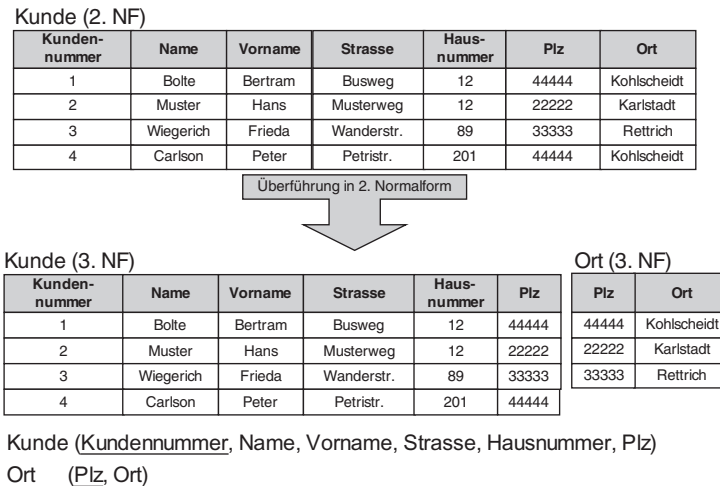 Kunde (2. NF)
Kunden-nummer Name Vorname Strasse Haus-nummer Plz Ort
1 Bolte Bertram Busweg 12 44444 Kohlscheidt
2 Muster Hans Musterweg 12 22222 Karlstadt
3 Wiegerich Frieda Wanderstr. 89 33333 Rettrich
4 Carlson Peter Petristr. 201 44444 Kohlscheidt
Überführung in 2. Normalform
Kunde (3. NF)
Kunden-nummer Name Vorname Strasse Haus-nummer Plz
1 Bolte Bertram Busweg 12 44444
2 Muster Hans Musterweg 12 22222
3 Wiegerich Frieda Wanderstr. 89 33333
4 Carlson Peter Petristr. 201 44444
Ort (3. NF)
Plz Ort
44444 Kohlscheidt
22222 Karlstadt
33333 Rettrich
Kunde (Kundennummer, Name, Vorname, Strasse, Hausnummer, Plz)
Ort (Plz, Ort)